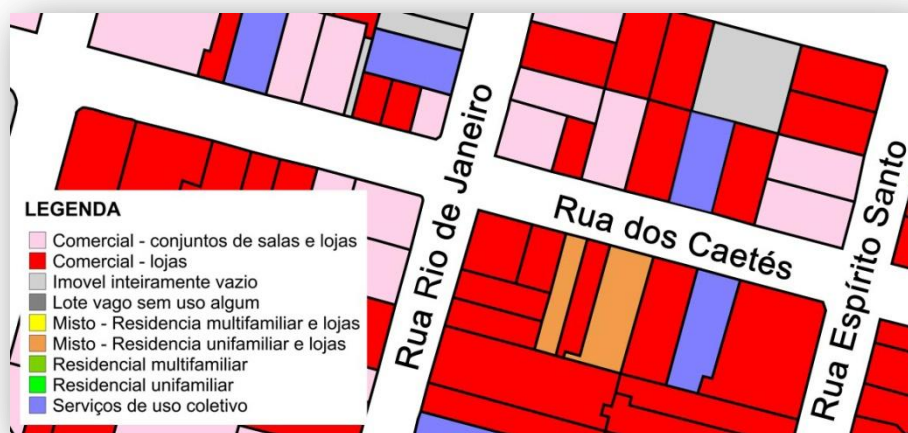 Rua Rio de Janeiro
Rua dos Caetés
Rua Espírito Santo
LEGENDA
Comercial - conjuntos de salas e lojas
Comercial - lojas
Imovel inteiramente vazio
Lote vago sem uso algum
Misto - Residencia multifamiliar e lojas
Misto - Residencia unifamiliar e lojas
Residencial multifamiliar
Residencial unifamiliar
Serviços de uso coletivo